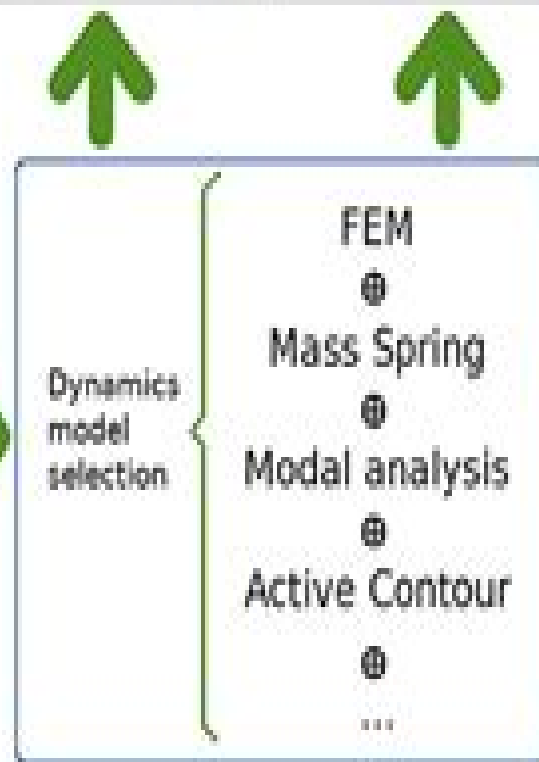 Dynamics
model
selection
FEM
⊕
Mass Spring
⊕
Modal analysis
⊕
Active Contour
⊕
...